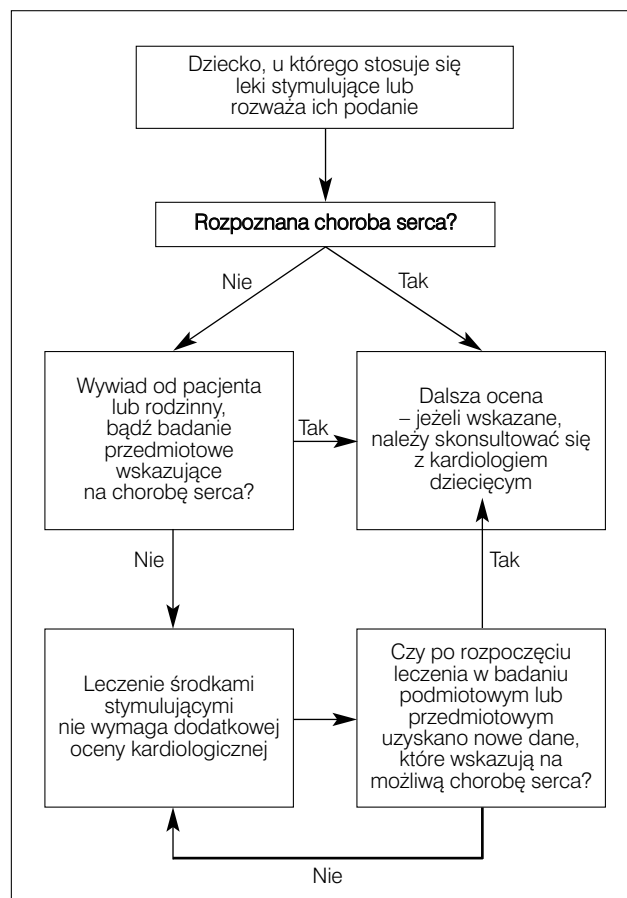 Dziecko, u którego stosuje się
leki stymulujące lub
rozważa ich podanie
Rozpoznana choroba serca?
Nie
Tak
Wywiad od pacjenta
lub rodzinny,
bądź badanie
przedmiotowe
wskazujące
na chorobę serca?
Tak
Dalsza ocena
– jeżeli wskazane,
należy skonsultować się
z kardiologiem
dziecięcym
Nie
Tak
Leczenie środkami
stymulującymi
nie wymaga dodatkowej
oceny kardiologicznej
Czy po rozpoczęciu
leczenia w badaniu
podmiotowym lub
przedmiotowym
uzyskano nowe dane,
które wskazują na
możliwą chorobę serca?
Nie